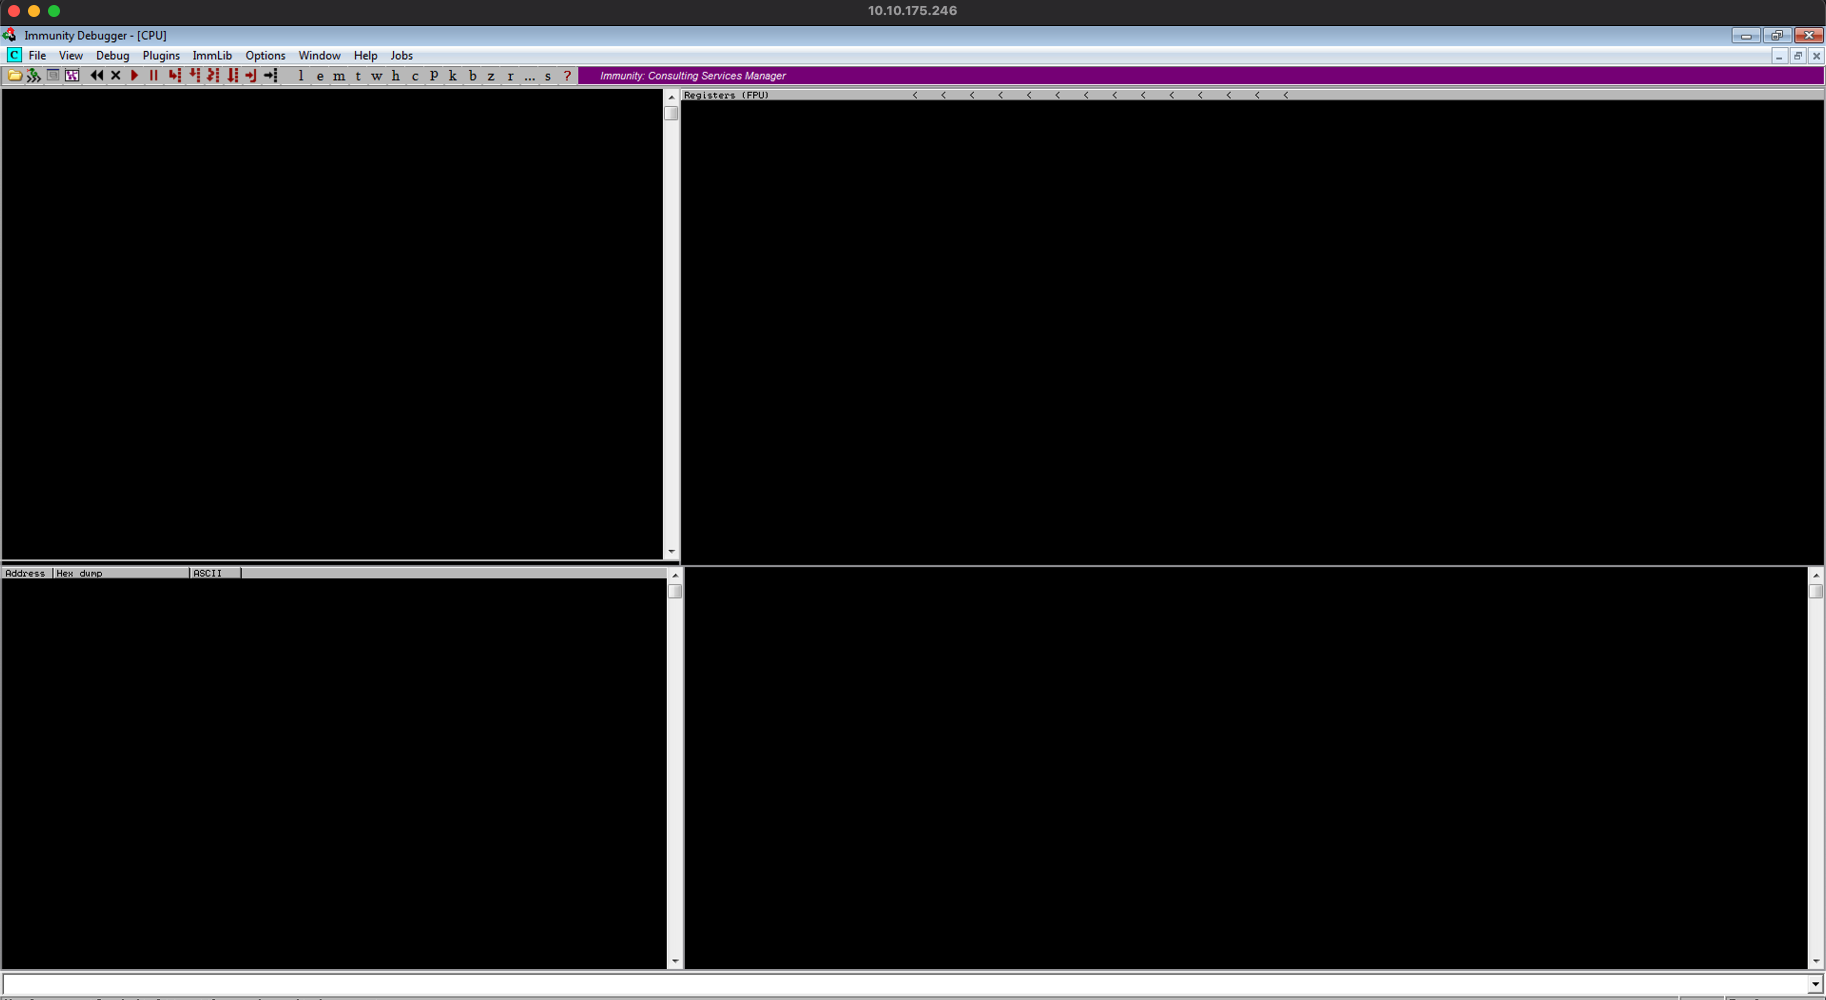 10.10.175.246
Immunity Debugger - [CPU]
C File View Debug Plugins ImmLib Options Window Help Jobs
l e m t w h c P k b z r ... s ? Immunity: Consulting Services Manager
Registers (FPU) < < < < < < < < < < < < < <
Address Hex dump ASCII